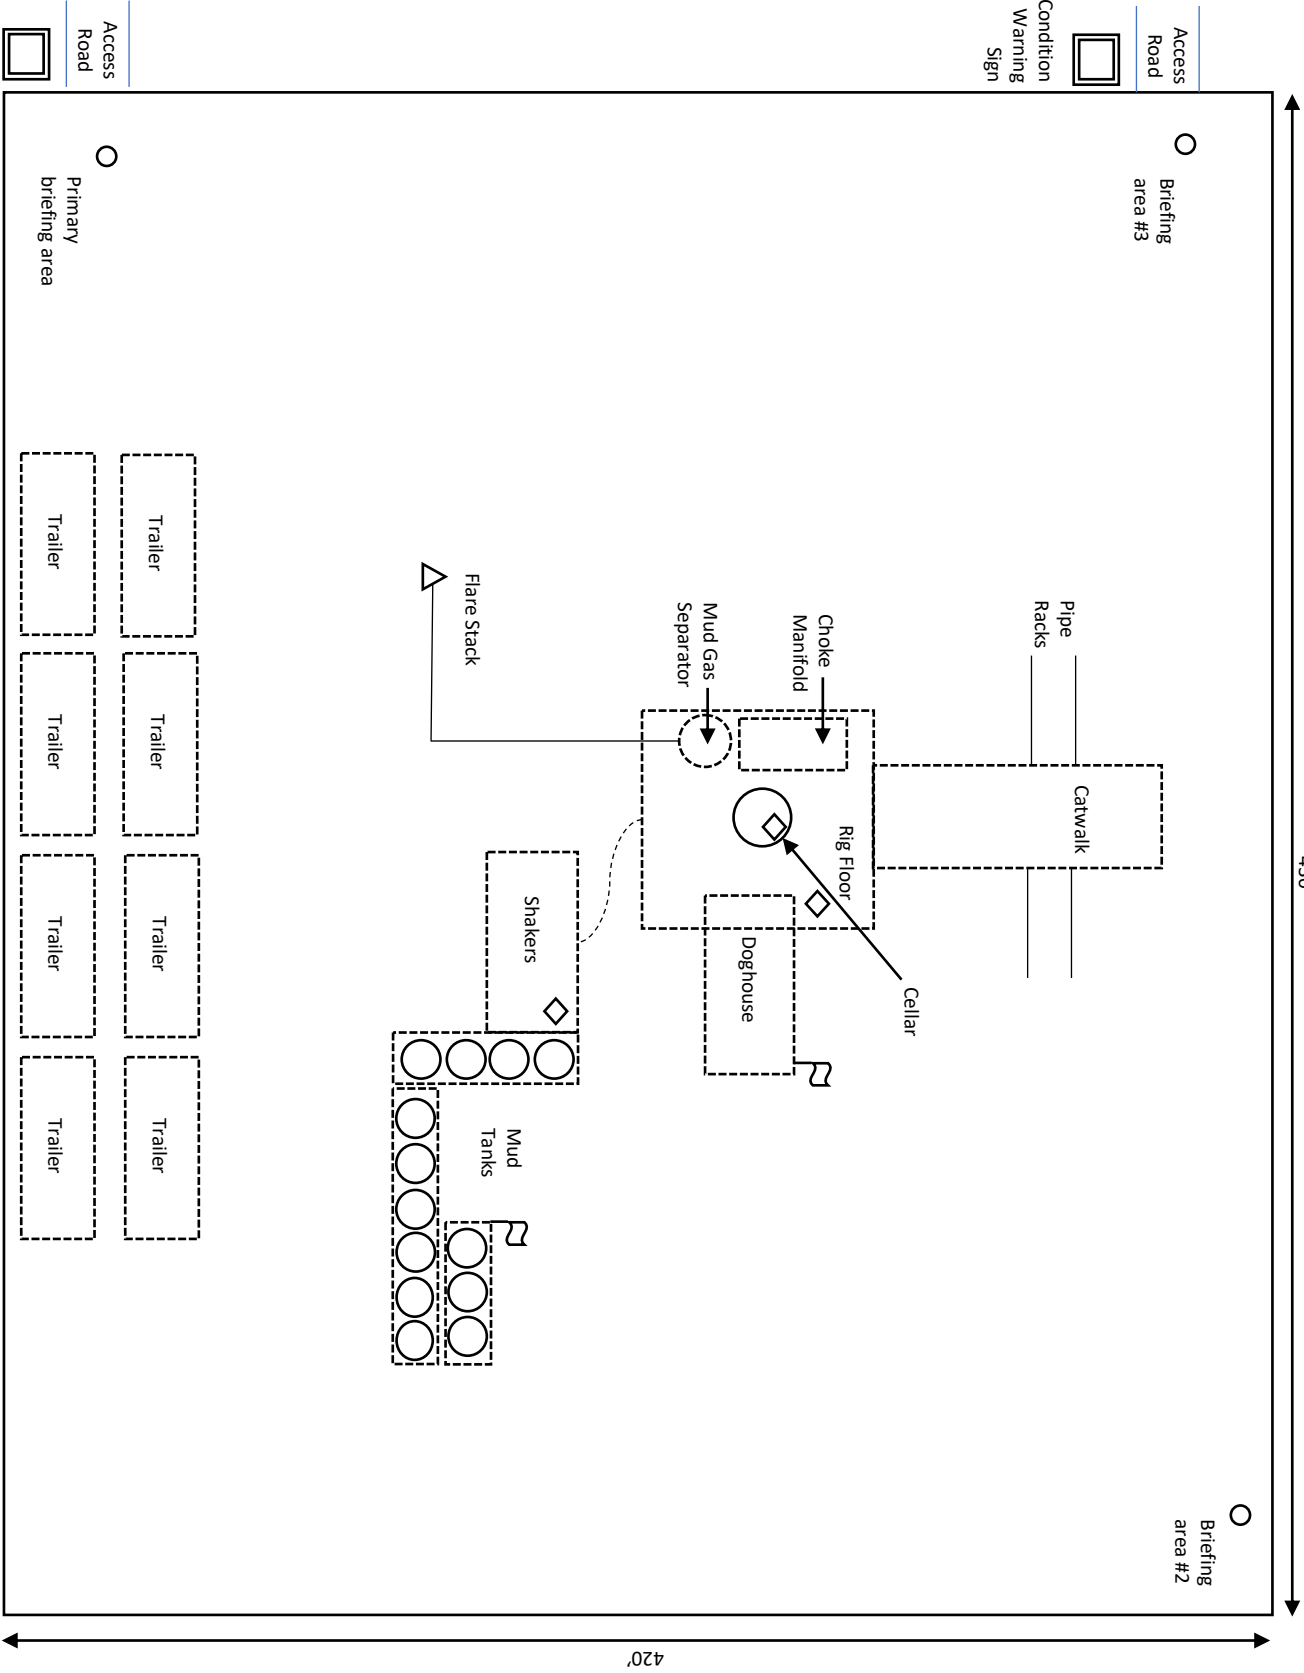 Access
Road
Briefing
area #3
Briefing
area #2
Condition
Warning
Sign
Pipe
Racks
Catwalk
Cellar
Rig Floor
Choke
Manifold
Doghouse
Mud Gas
Separator
420'
Shakers
Mud
Tanks
Flare Stack
Trailer
Trailer
Trailer
Trailer
Access
Road
Primary
briefing area
Trailer
Trailer
Trailer
Trailer